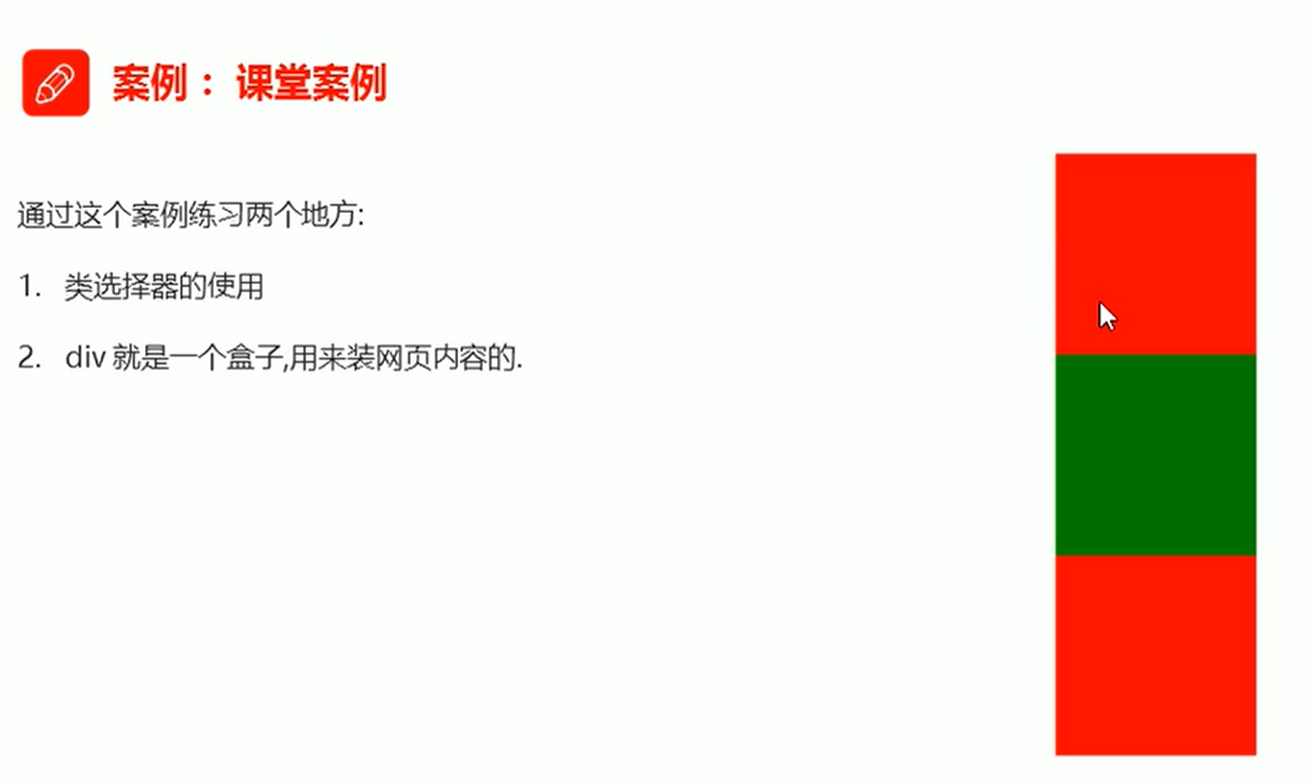 案例： 课堂案例
通过这个案例练习两个地方:
1. 类选择器的使用
2. div 就是一个盒子,用来装网页内容的.